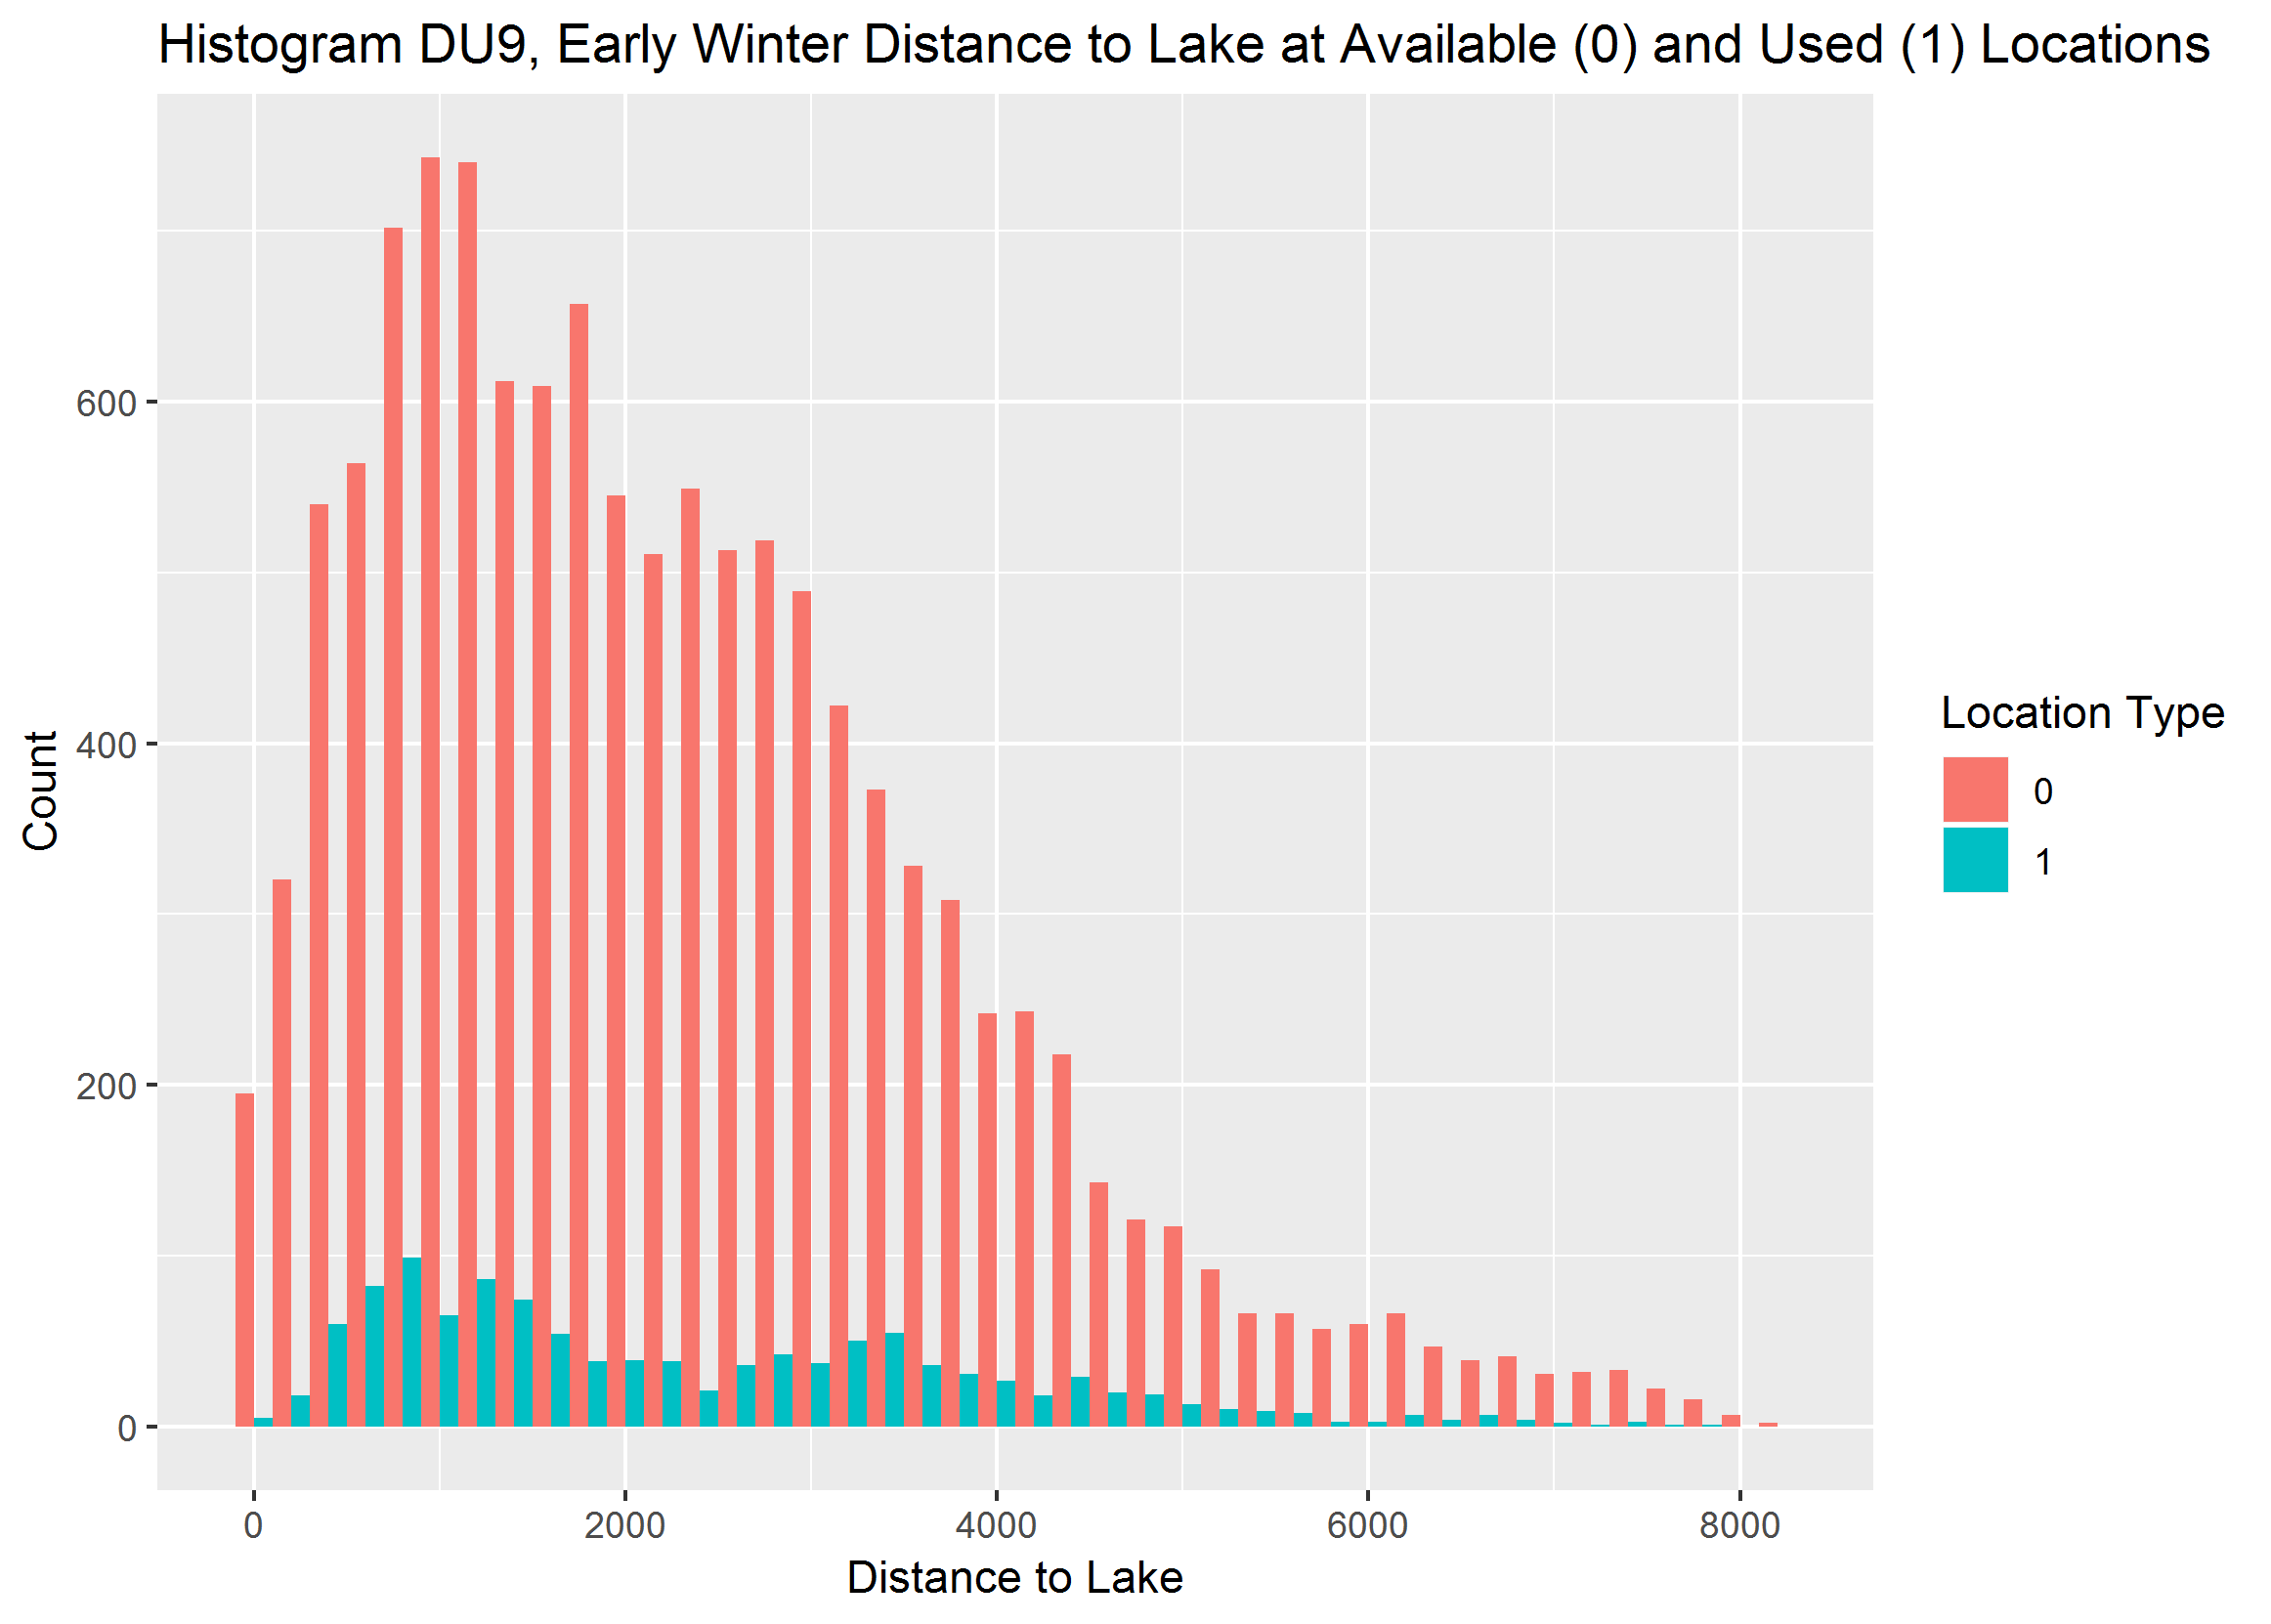 Histogram DU9, Early Winter Distance to Lake at Available (0) and Used (1) Locations
600
400
200
0
Count
0 2000 4000 6000 8000
Distance to Lake
Location Type
0
1